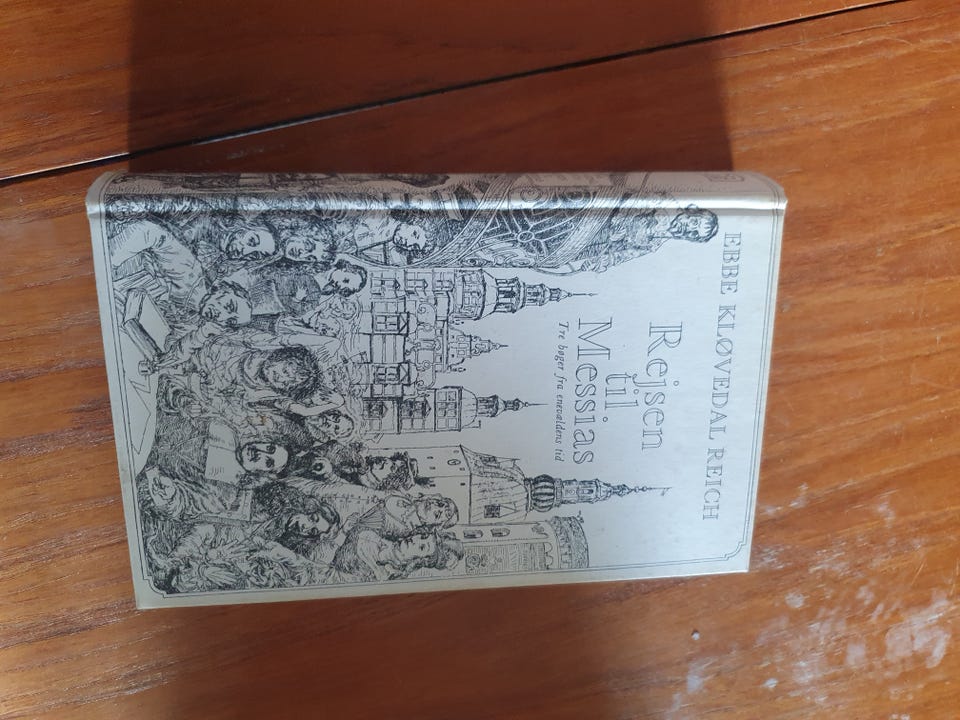 EBBE KLØVEDAL REICH
Rejsen
til
Messias
Tre bøger fra enevældens tid